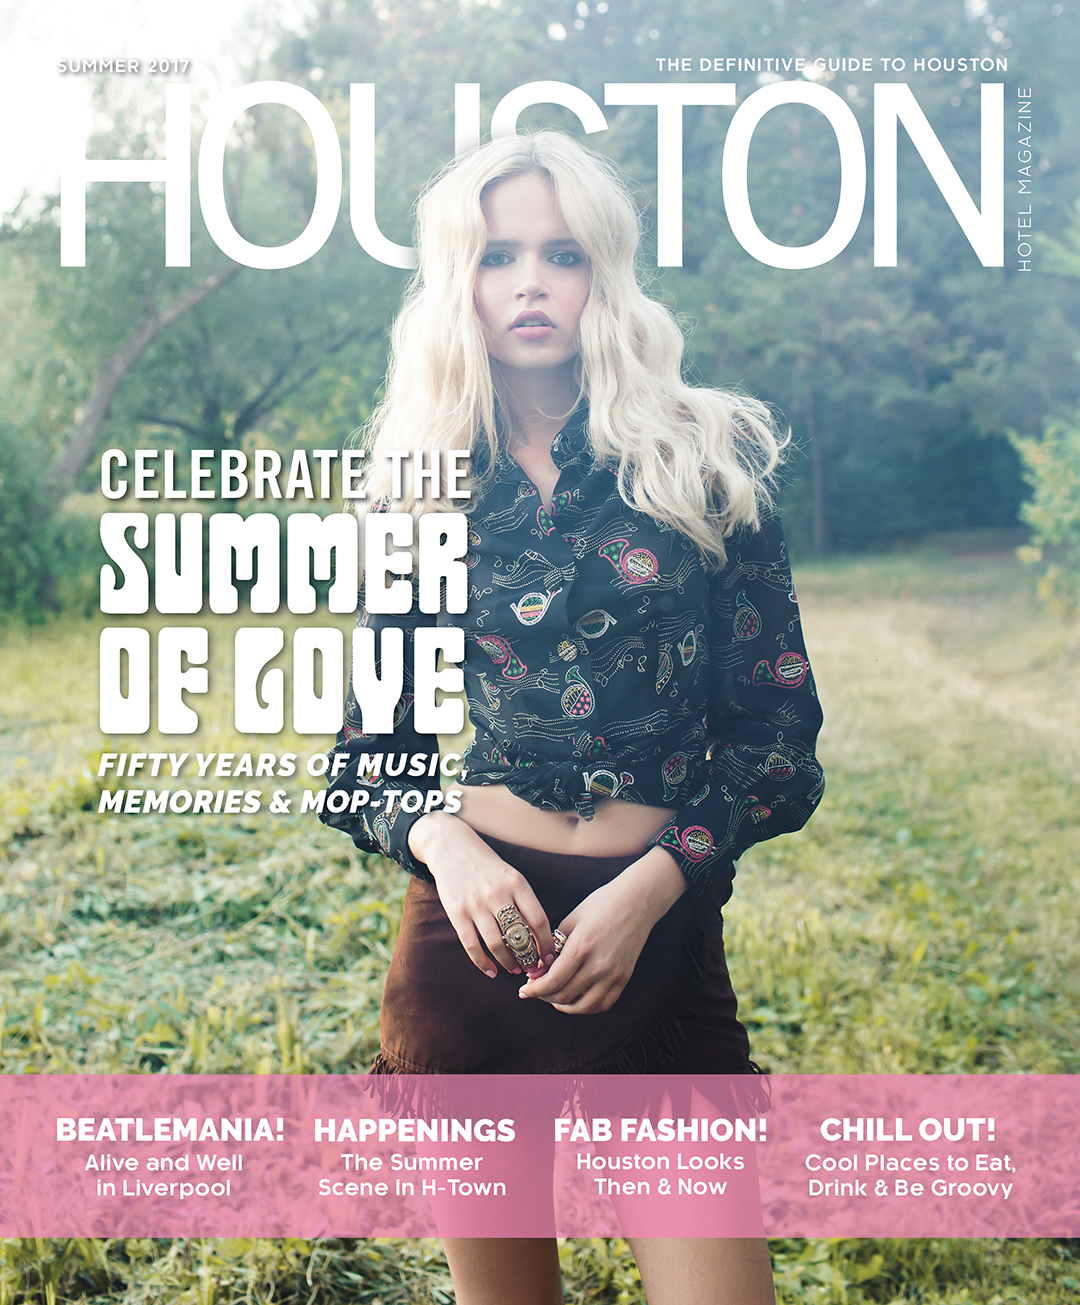 SUMMER 2017
THE DEFINITIVE GUIDE TO HOUSTON
HOUSTON
HOTEL MAGAZINE
CELEBRATE THE
SUMMER
OF LOVE
FIFTY YEARS OF MUSIC,
MEMORIES & MOP-TOPS
BEATLEMANIA!
Alive and Well
in Liverpool
HAPPENINGS
The Summer
Scene In H-Town
FAB FASHION!
Houston Looks
Then & Now
CHILL OUT!
Cool Places to Eat,
Drink & Be Groovy